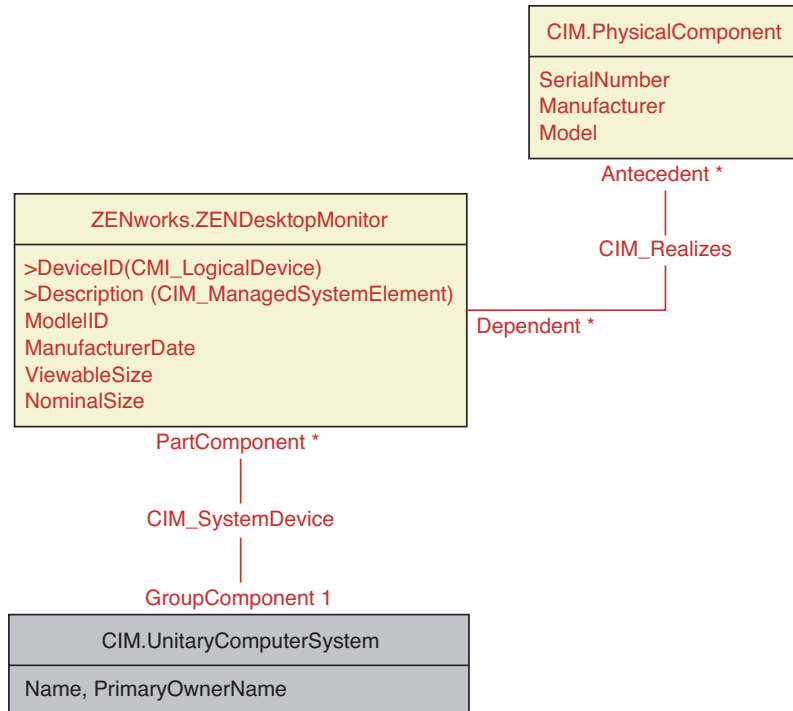 CIM.PhysicalComponent
SerialNumber
Manufacturer
Model
Antecedent *
CIM_Realizes
Dependent *
ZENworks.ZENDesktopMonitor
>DeviceID(CMI_LogicalDevice)
>Description (CIM_ManagedSystemElement)
ModlelID
ManufacturerDate
ViewableSize
NominalSize
PartComponent *
CIM_SystemDevice
GroupComponent 1
CIM.UnitaryComputerSystem
Name, PrimaryOwnerName